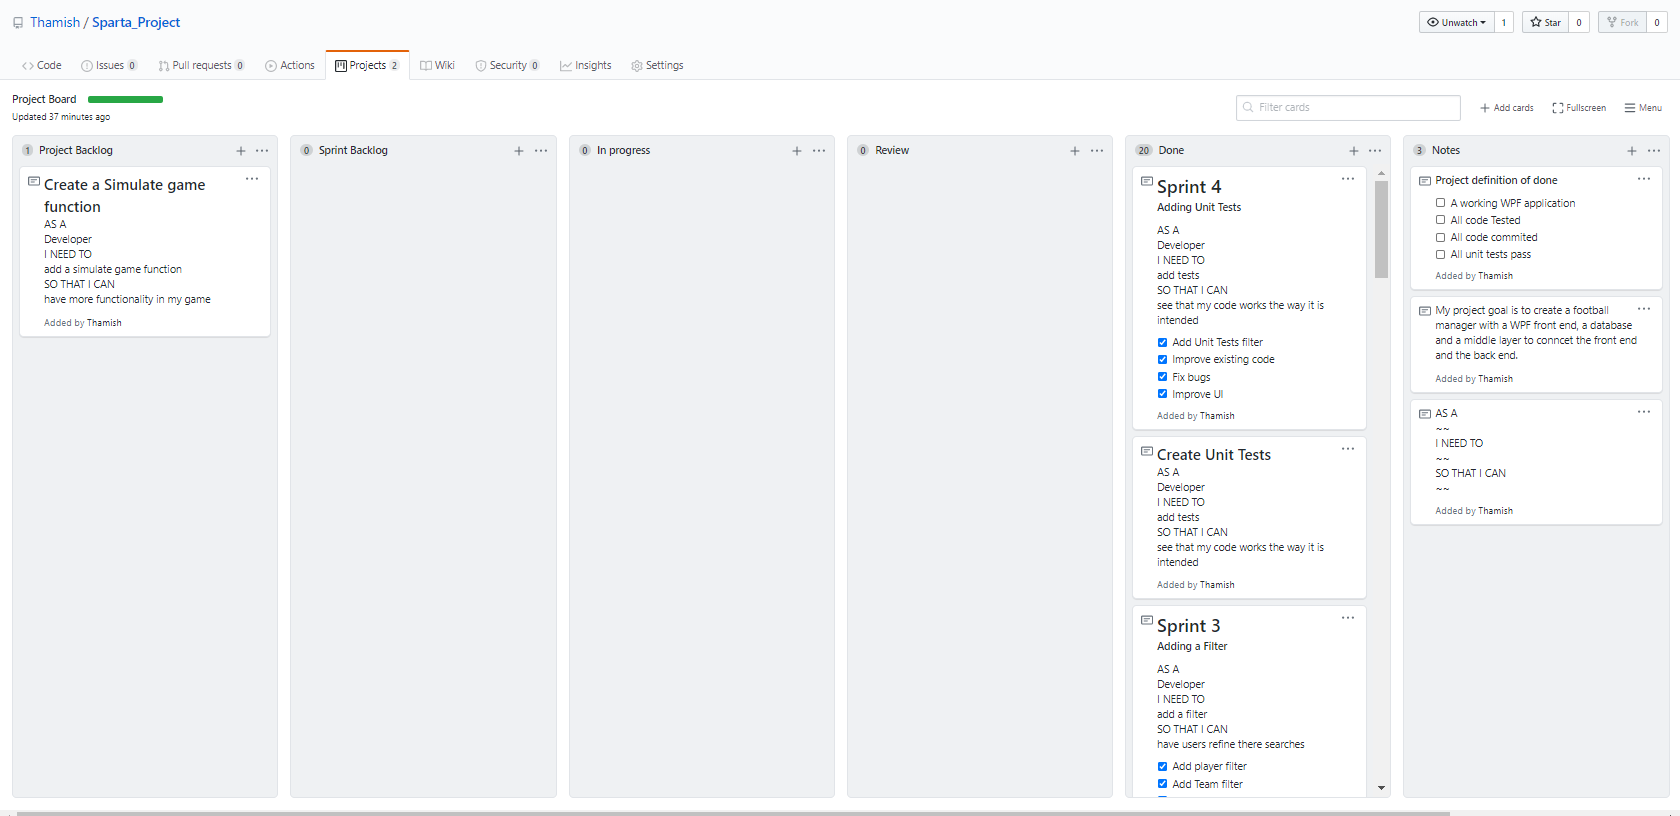 Thamish / Sparta_Project
Unwatch 1 Star 0 Fork 0
Code Issues 0 Pull requests 0 Actions Projects 2 Wiki Security 0 Insights Settings
Project Board
Updated 37 minutes ago
Filter cards
Add cards Fullscreen Menu
1 Project Backlog
Create a Simulate game
function
AS A
Developer
I NEED TO
add a simulate game function
SO THAT I CAN
have more functionality in my game
Added by Thamish
0 Sprint Backlog
0 In progress
0 Review
20 Done
Sprint 4
Adding Unit Tests
AS A
Developer
I NEED TO
add tests
SO THAT I CAN
see that my code works the way it is
intended
Add Unit Tests filter
Improve existing code
Fix bugs
Improve UI
Added by Thamish
Create Unit Tests
AS A
Developer
I NEED TO
add tests
SO THAT I CAN
see that my code works the way it is
intended
Added by Thamish
Sprint 3
Adding a Filter
AS A
Developer
I NEED TO
add a filter
SO THAT I CAN
have users refine there searches
Add player filter
Add Team filter
3 Notes
Project definition of done
A working WPF application
All code Tested
All code commited
All unit tests pass
Added by Thamish
My project goal is to create a football
manager with a WPF front end, a database
and a middle layer to conncet the front end
and the back end.
Added by Thamish
AS A
~~
I NEED TO
~~
SO THAT I CAN
~~
Added by Thamish